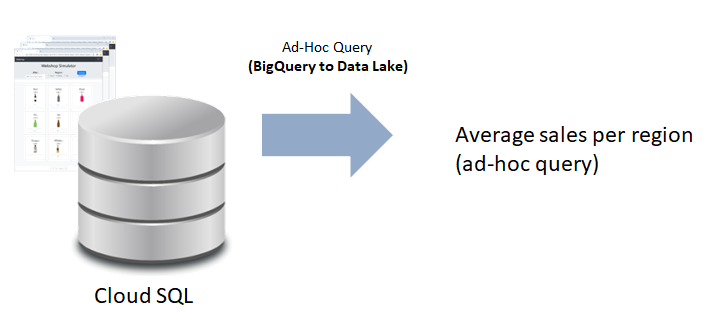 Webshop Simulator
Ad-Hoc Query
(BigQuery to Data Lake)
Average sales per region
(ad-hoc query)
Cloud SQL